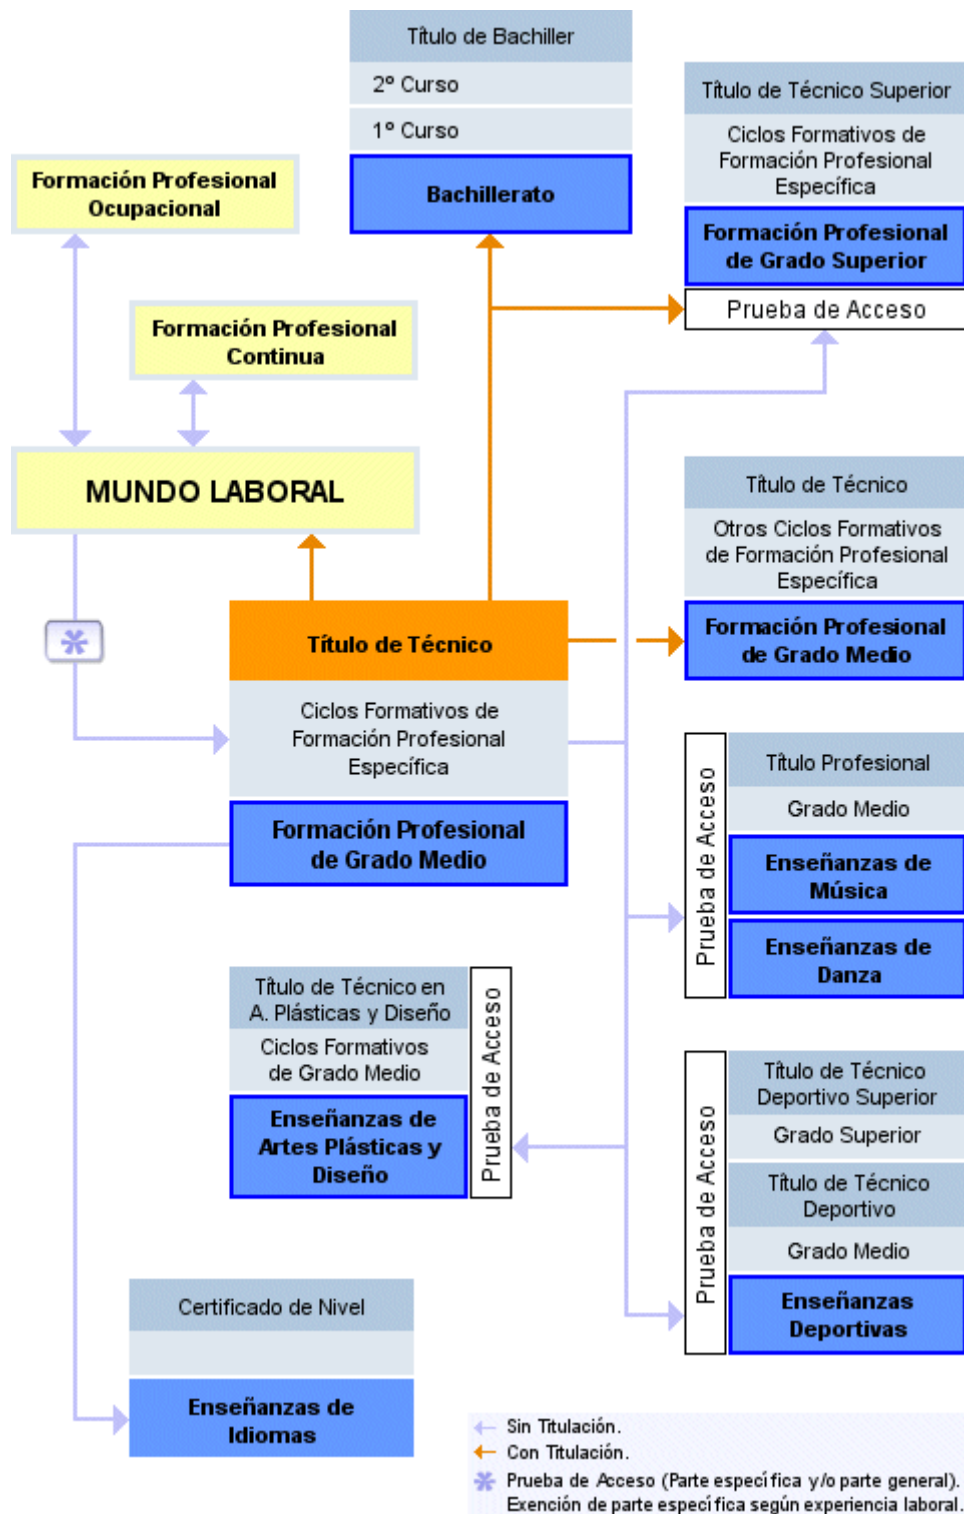 Título de Bachiller
2º Curso
1º Curso
Bachillerato
Título de Técnico Superior
Ciclos Formativos de
Formación Profesional
Específica
Formación Profesional
de Grado Superior
Prueba de Acceso
Formación Profesional
Ocupacional
Formación Profesional
Continua
MUNDO LABORAL
Título de Técnico
Otros Ciclos Formativos
de Formación Profesional
Específica
Formación Profesional
de Grado Medio
Título de Técnico
Ciclos Formativos de
Formación Profesional
Específica
Formación Profesional
de Grado Medio
Prueba de Acceso
Título Profesional
Grado Medio
Enseñanzas de
Música
Enseñanzas de
Danza
Título de Técnico en
A. Plásticas y Diseño
Ciclos Formativos
de Grado Medio
Enseñanzas de
Artes Plásticas y
Diseño
Prueba de Acceso
Prueba de Acceso
Título de Técnico
Deportivo Superior
Grado Superior
Título de Técnico
Deportivo
Grado Medio
Enseñanzas
Deportivas
Certificado de Nivel
Enseñanzas de
Idiomas
Sin Titulación.
Con Titulación.
Prueba de Acceso (Parte específica y/o parte general).
Exención de parte específica según experiencia laboral.